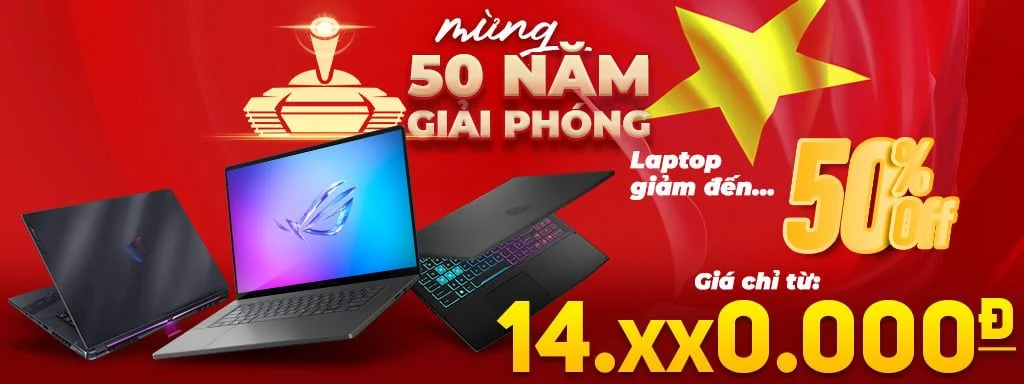 mừng
50 NĂM
GIẢI PHÓNG
Laptop
giảm đến...
50% Off
Giá chỉ từ:
14.xx0.000Đ